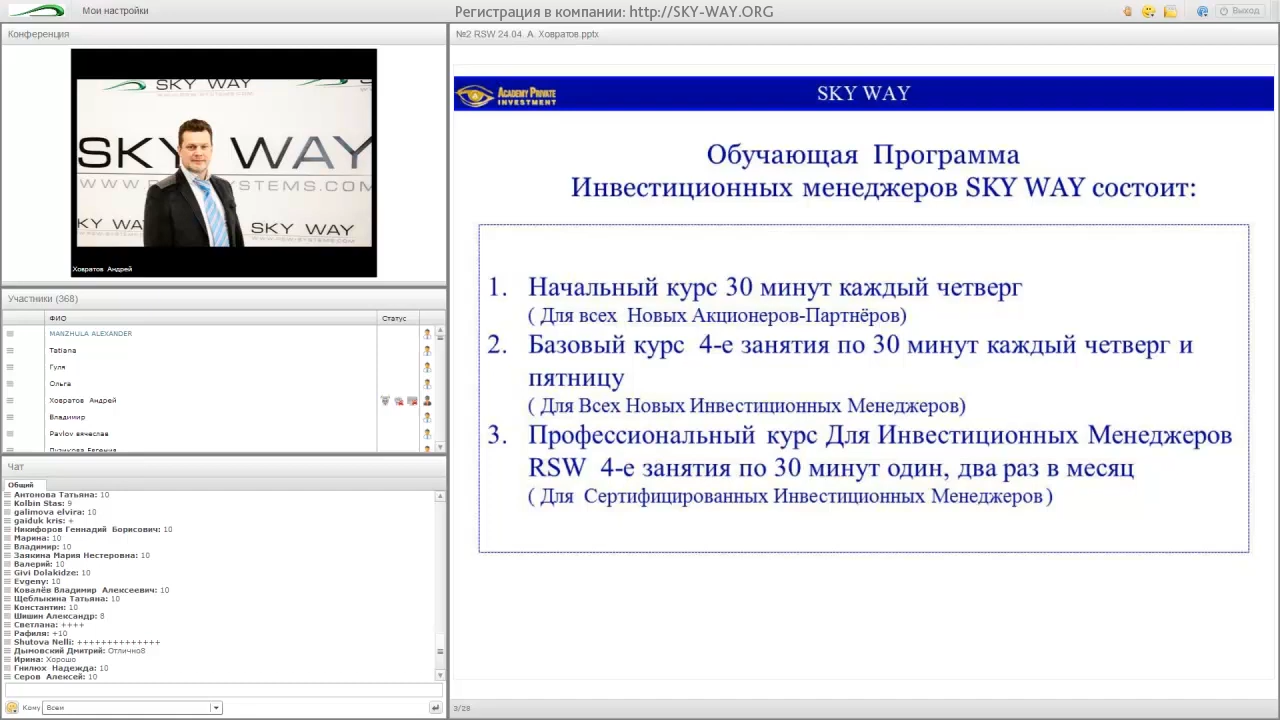 Мои настройки
Регистрация в компании: http://SKY-WAY.ORG
Выход
Конференция
SKY WAY
SKY WAY
SKY WAY
SKY WAY
Ховратов Андрей
Участники (368)
ФИО
Статус
MANZHULA ALEXANDER
Tatiana
Гуля
Ольга
Ховратов Андрей
Владимир
Pavlov вячеслав
Пузикова Евгения
Чат
Общий
Антонова Татьяна: 10
Kolbin Stas: 9
galimova elvira: 10
gaiduk kris: +
Никифоров Геннадий Борисович: 10
Марина: 10
Владимир: 10
Заякина Мария Нестеровна: 10
Валерий: 10
Givi Dolakidze: 10
Evgeny: 10
Ковалёв Владимир Алексеевич: 10
Щеблыкина Татьяна: 10
Константин: 10
Шишин Александр: 8
Светлана: ++++
Рафиля: +10
Shutova Nelli: ++++++++++++++
Дымовский Дмитрий: Отлично8
Ирина: Хорошо
Гнилюх Надежда: 10
Серов Алексей: 10
Кому
Всем
№2 RSW 24.04. А. Ховратов.pptx
ACADEMY PRIVATE
INVESTMENT
SKY WAY
Обучающая Программа
Инвестиционных менеджеров SKY WAY состоит:
1. Начальный курс 30 минут каждый четверг
( Для всех Новых Акционеров-Партнёров)
2. Базовый курс 4-е занятия по 30 минут каждый четверг и
пятницу
( Для Всех Новых Инвестиционных Менеджеров)
3. Профессиональный курс Для Инвестиционных Менеджеров
RSW 4-е занятия по 30 минут один, два раз в месяц
( Для Сертифицированных Инвестиционных Менеджеров )
3/28